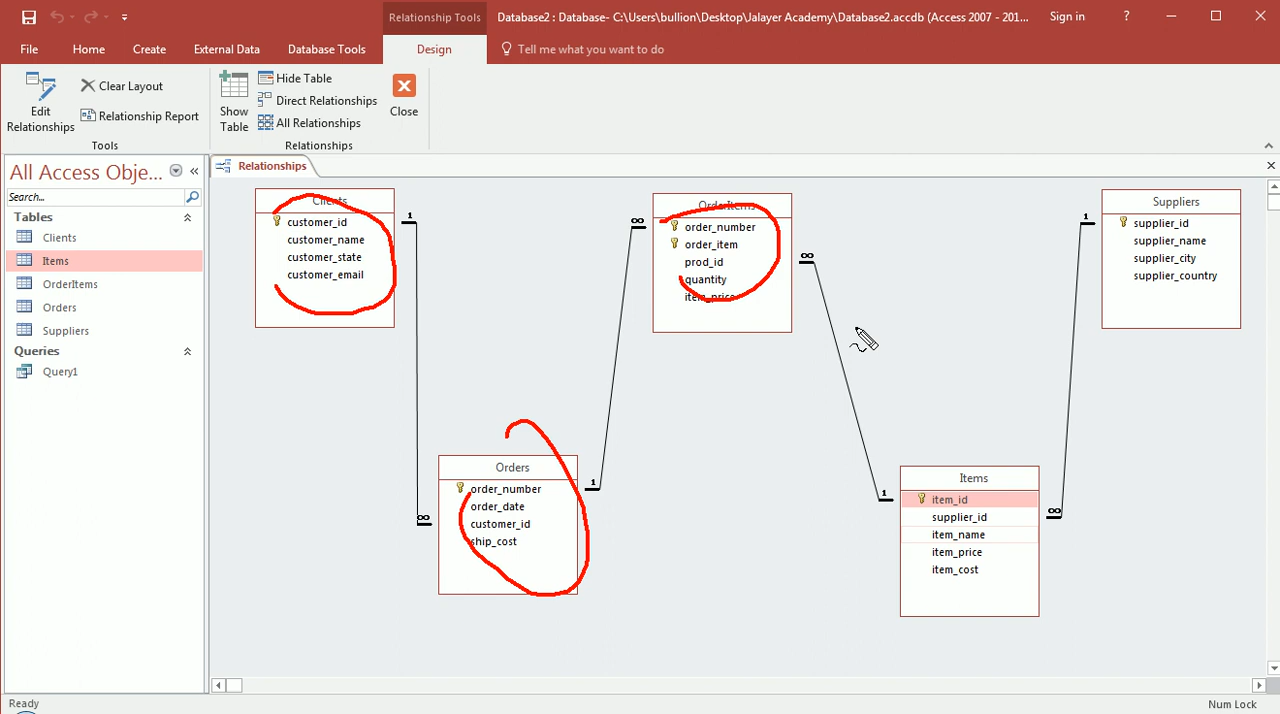 Relationship Tools
Database2 : Database- C:\Users\bullion\Desktop\Jalayer Academy\Database2.accdb (Access 2007 - 201...
Sign in
?
File
Home
Create
External Data
Database Tools
Design
Tell me what you want to do
Edit
Relationships
Clear Layout
Relationship Report
Tools
Show
Table
Hide Table
Direct Relationships
All Relationships
Relationships
Close
All Access Obje...
Search...
Tables
Clients
Items
OrderItems
Orders
Suppliers
Queries
Query1
Relationships
Clients
customer_id
customer_name
customer_state
customer_email
1
∞
Orders
order_number
order_date
customer_id
ship_cost
1
∞
OrderItems
order_number
order_item
prod_id
quantity
item_price
∞
1
Items
item_id
supplier_id
item_name
item_price
item_cost
∞
1
Suppliers
supplier_id
supplier_name
supplier_city
supplier_country
Ready
Num Lock